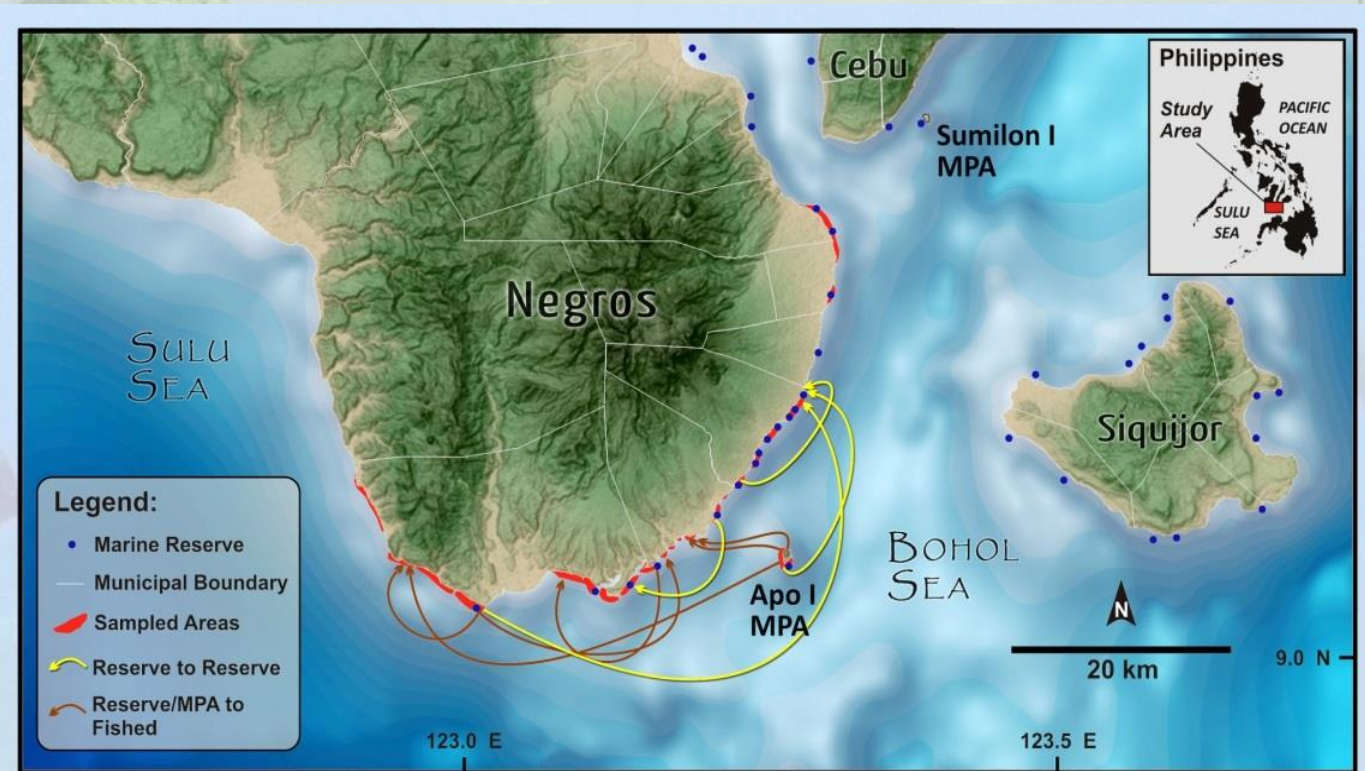 Cebu
Sumilon I
MPA
Philippines
Study
Area
PACIFIC
OCEAN
SULU
SEA
Negros
SULU
SEA
Siquijor
BOHOL
SEA
Apo I
MPA
N
20 km
9.0 N
123.0 E
123.5 E
Legend:
Marine Reserve
Municipal Boundary
Sampled Areas
Reserve to Reserve
Reserve/MPA to
Fished